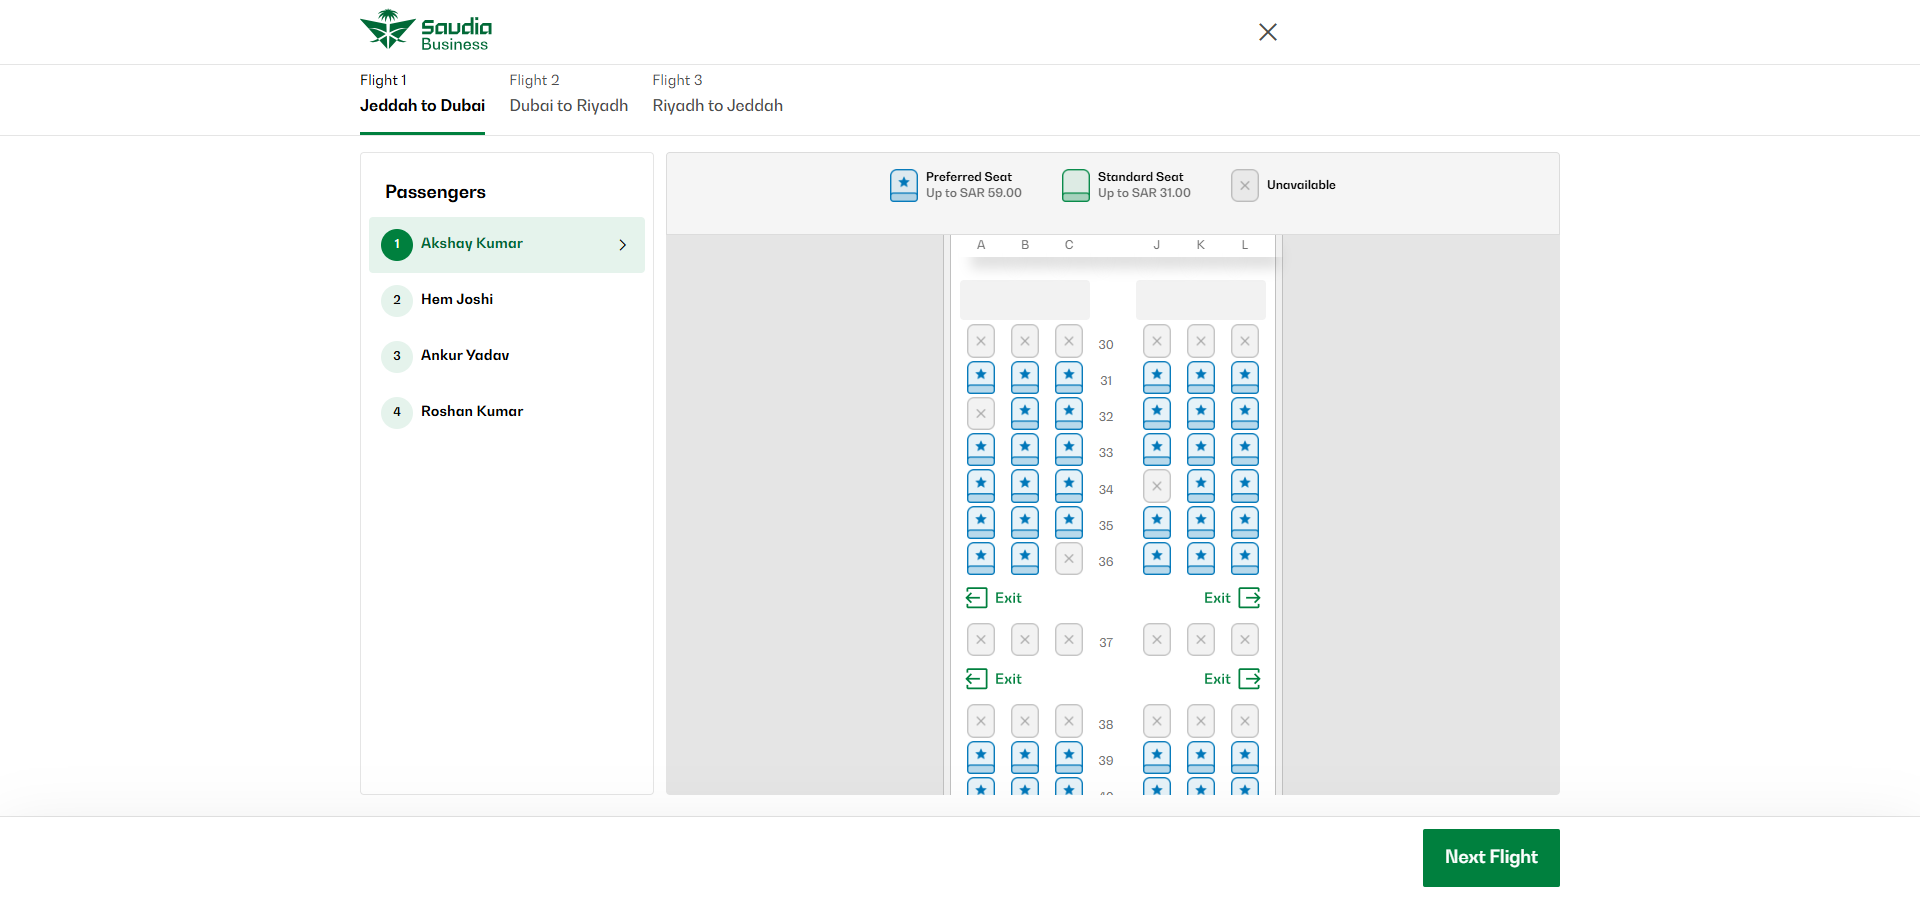 Saudia
Business
Flight 1
Jeddah to Dubai
Flight 2
Dubai to Riyadh
Flight 3
Riyadh to Jeddah
Passengers
1 Akshay Kumar
2 Hem Joshi
3 Ankur Yadav
4 Roshan Kumar
Preferred Seat
Up to SAR 59.00
Standard Seat
Up to SAR 31.00
Unavailable
A B C J K L
30
31
32
33
34
35
36
Exit Exit
37
Exit Exit
38
39
Next Flight